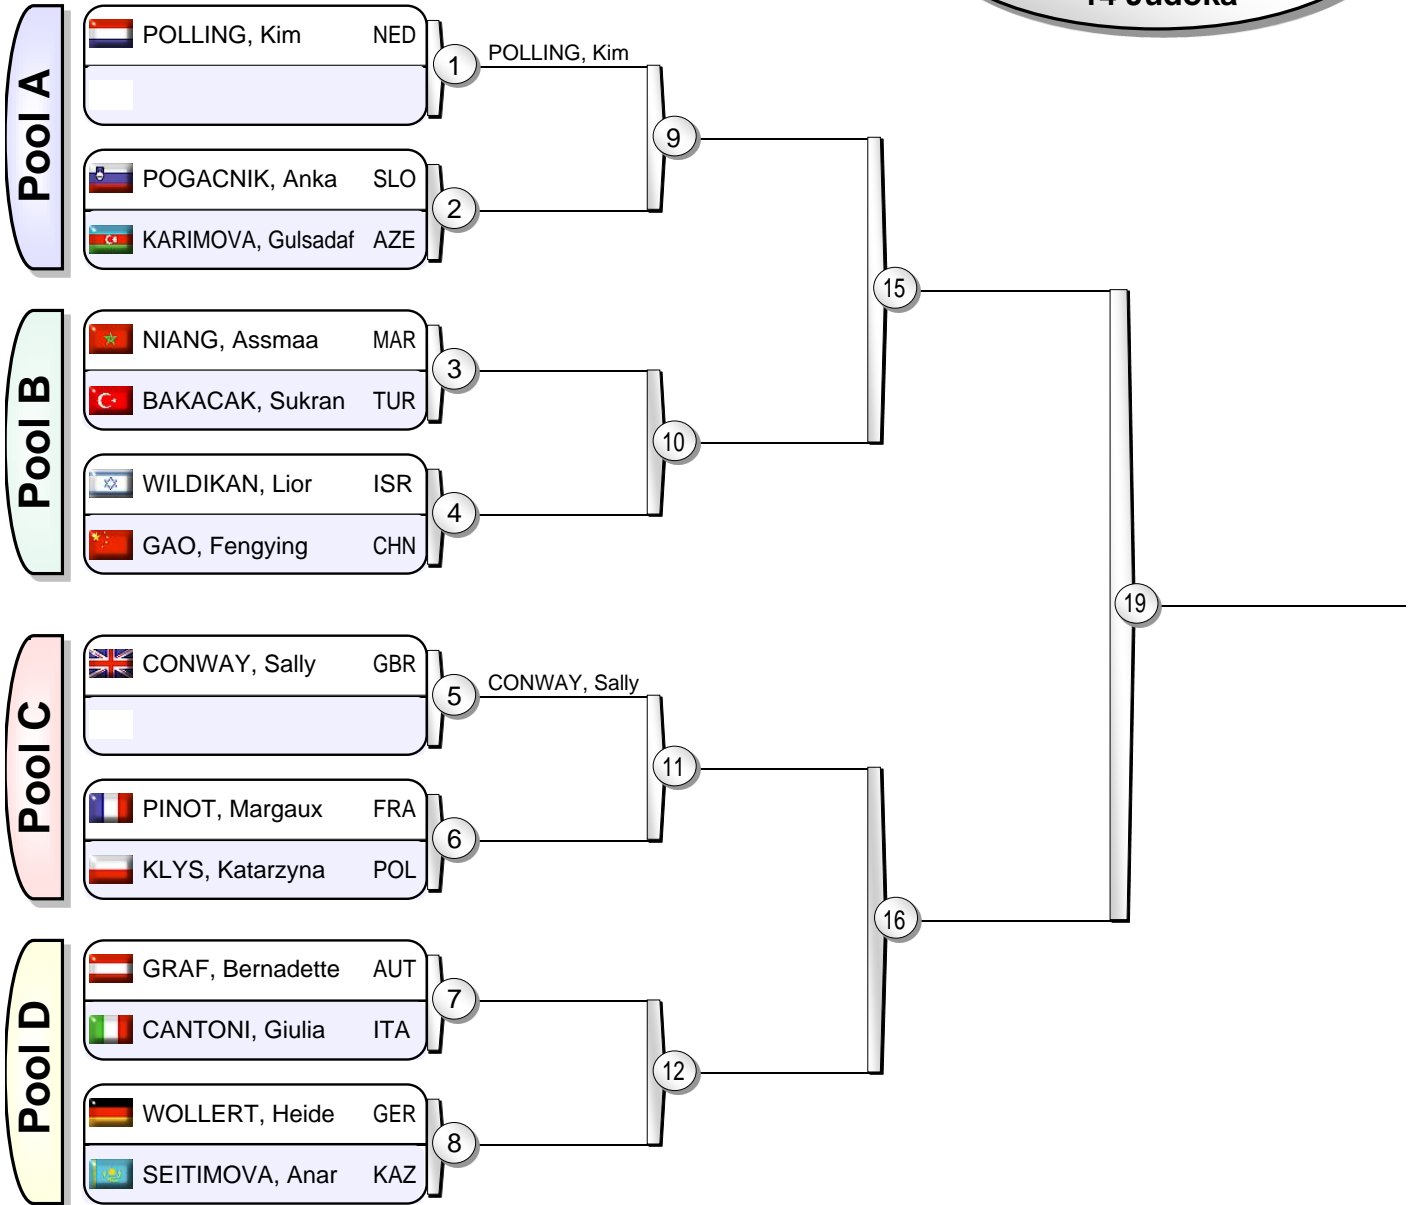 14 Judoka
Pool A
POLLING, Kim NED
1
POLLING, Kim
9
POGACNIK, Anka SLO
2
KARIMOVA, Gulsadaf AZE
15
Pool B
NIANG, Assmaa MAR
3
BAKACAK, Sukran TUR
10
WILDIKAN, Lior ISR
4
GAO, Fengying CHN
19
Pool C
CONWAY, Sally GBR
5
CONWAY, Sally
11
PINOT, Margaux FRA
6
KLYS, Katarzyna POL
16
Pool D
GRAF, Bernadette AUT
7
CANTONI, Giulia ITA
12
WOLLERT, Heide GER
8
SEITIMOVA, Anar KAZ